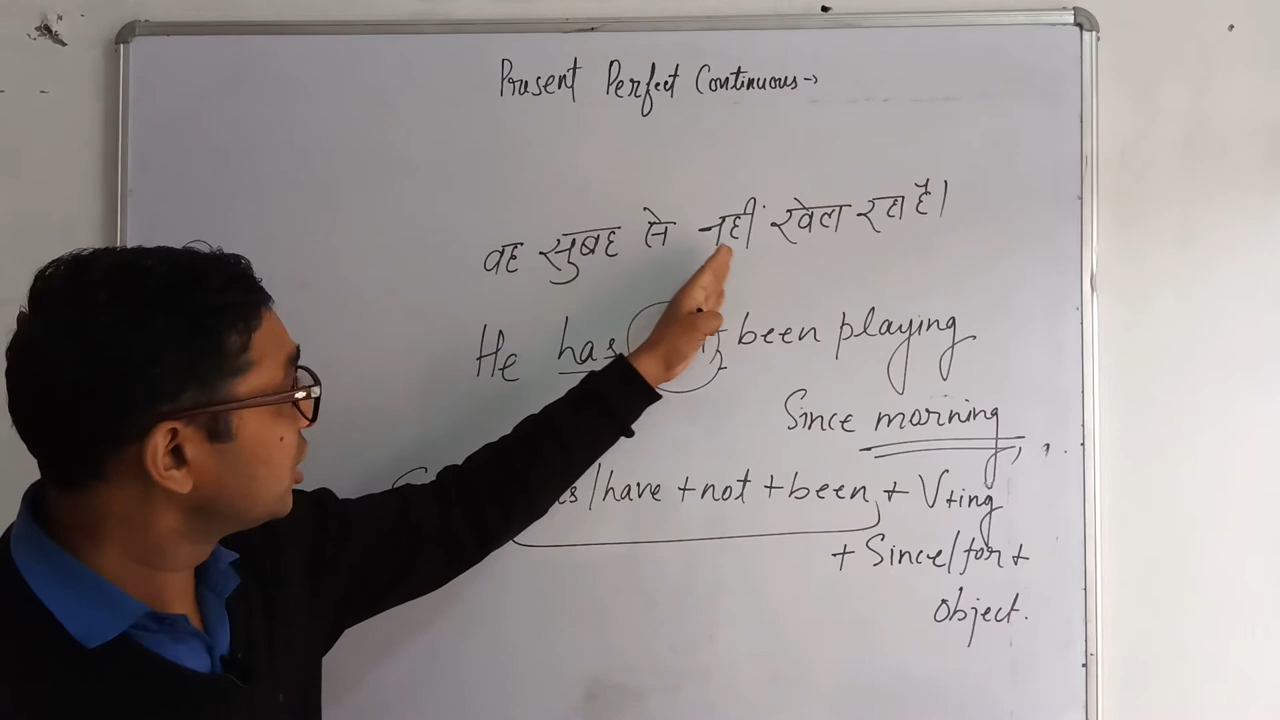 Present Perfect Continuous →
वह सुबह से नहीं खेल रहा है।
He has been playing
Since morning,.
/have + not + been + V+ing
+ Since/for +
object.